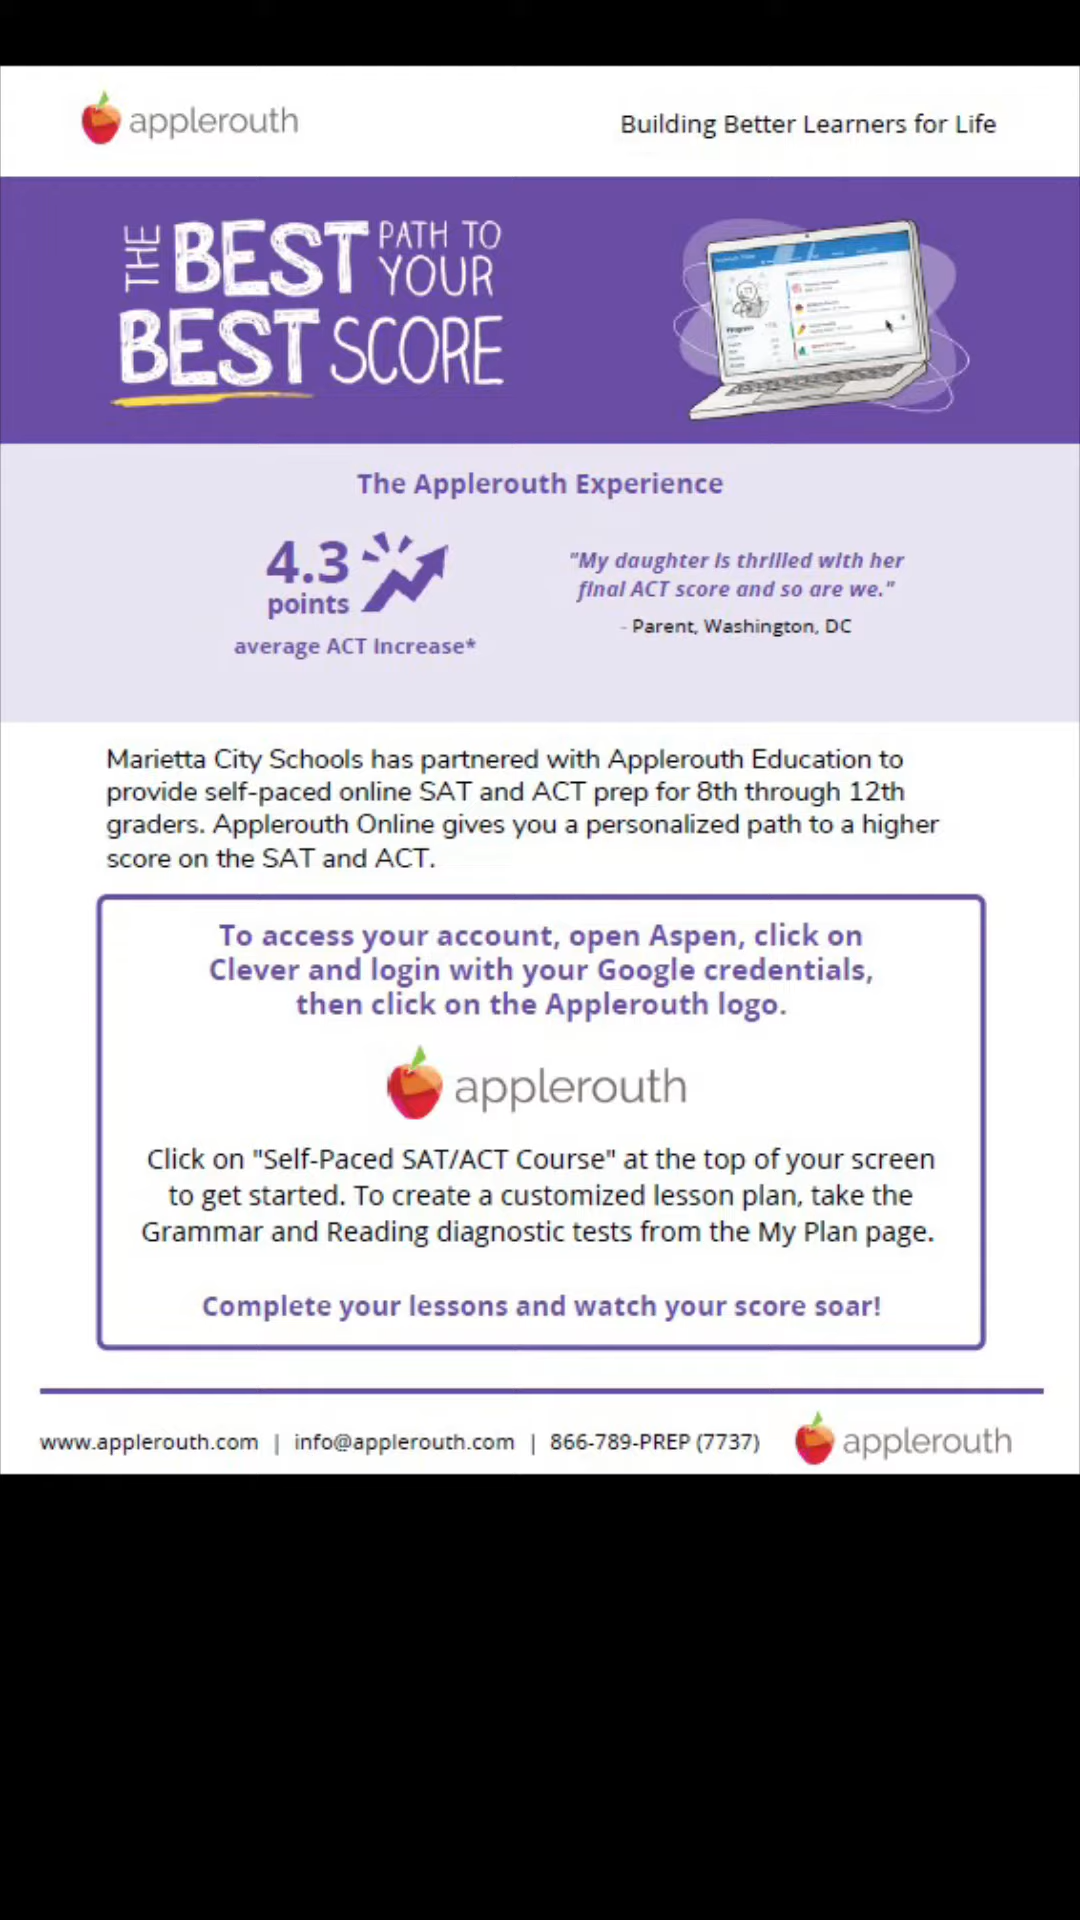 applerouth
Building Better Learners for Life
THE BEST PATH TO YOUR
BEST SCORE
The Applerouth Experience
4.3
points
average ACT Increase*
"My daughter is thrilled with her
final ACT score and so are we."
- Parent, Washington, DC
Marietta City Schools has partnered with Applerouth Education to
provide self-paced online SAT and ACT prep for 8th through 12th
graders. Applerouth Online gives you a personalized path to a higher
score on the SAT and ACT.
To access your account, open Aspen, click on
Clever and login with your Google credentials,
then click on the Applerouth logo.
applerouth
Click on "Self-Paced SAT/ACT Course" at the top of your screen
to get started. To create a customized lesson plan, take the
Grammar and Reading diagnostic tests from the My Plan page.
Complete your lessons and watch your score soar!
www.applerouth.com | info@applerouth.com | 866-789-PREP (7737)
applerouth